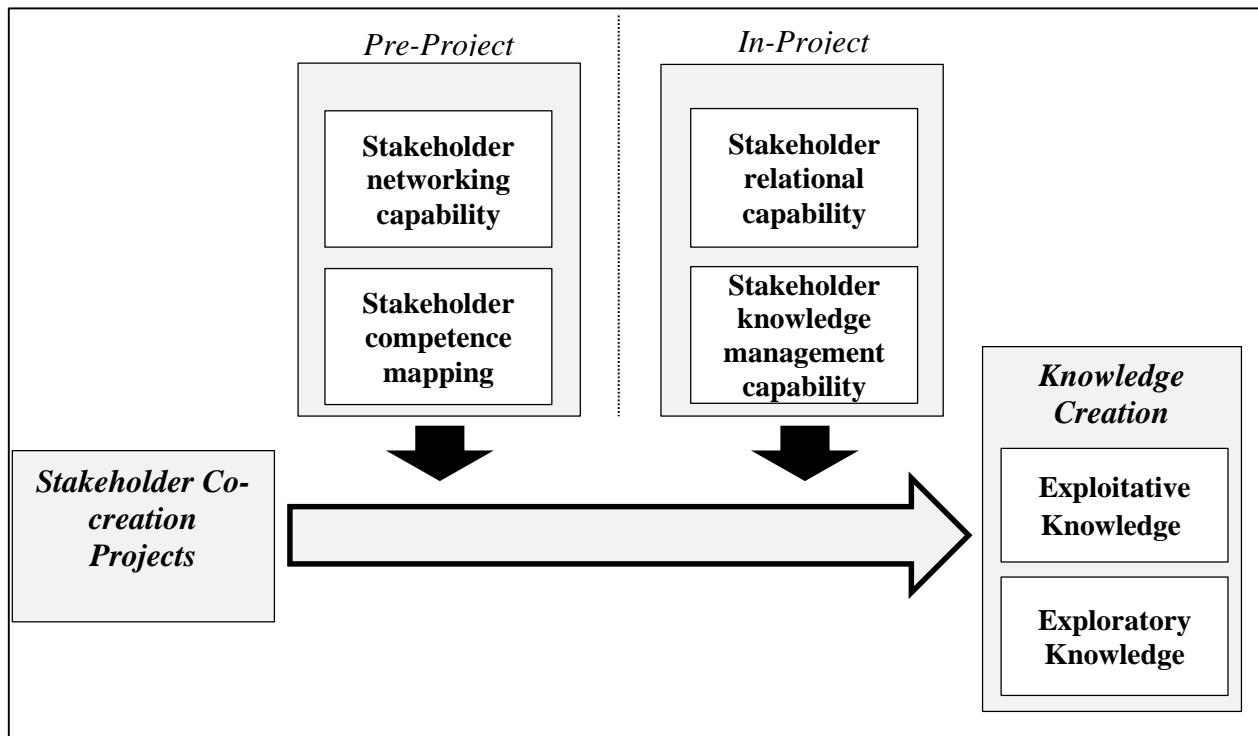 Pre-Project
In-Project
Stakeholder
networking
capability
Stakeholder
competence
mapping
Stakeholder
relational
capability
Stakeholder
knowledge
management
capability
Stakeholder Co-
creation
Projects
Knowledge
Creation
Exploitative
Knowledge
Exploratory
Knowledge